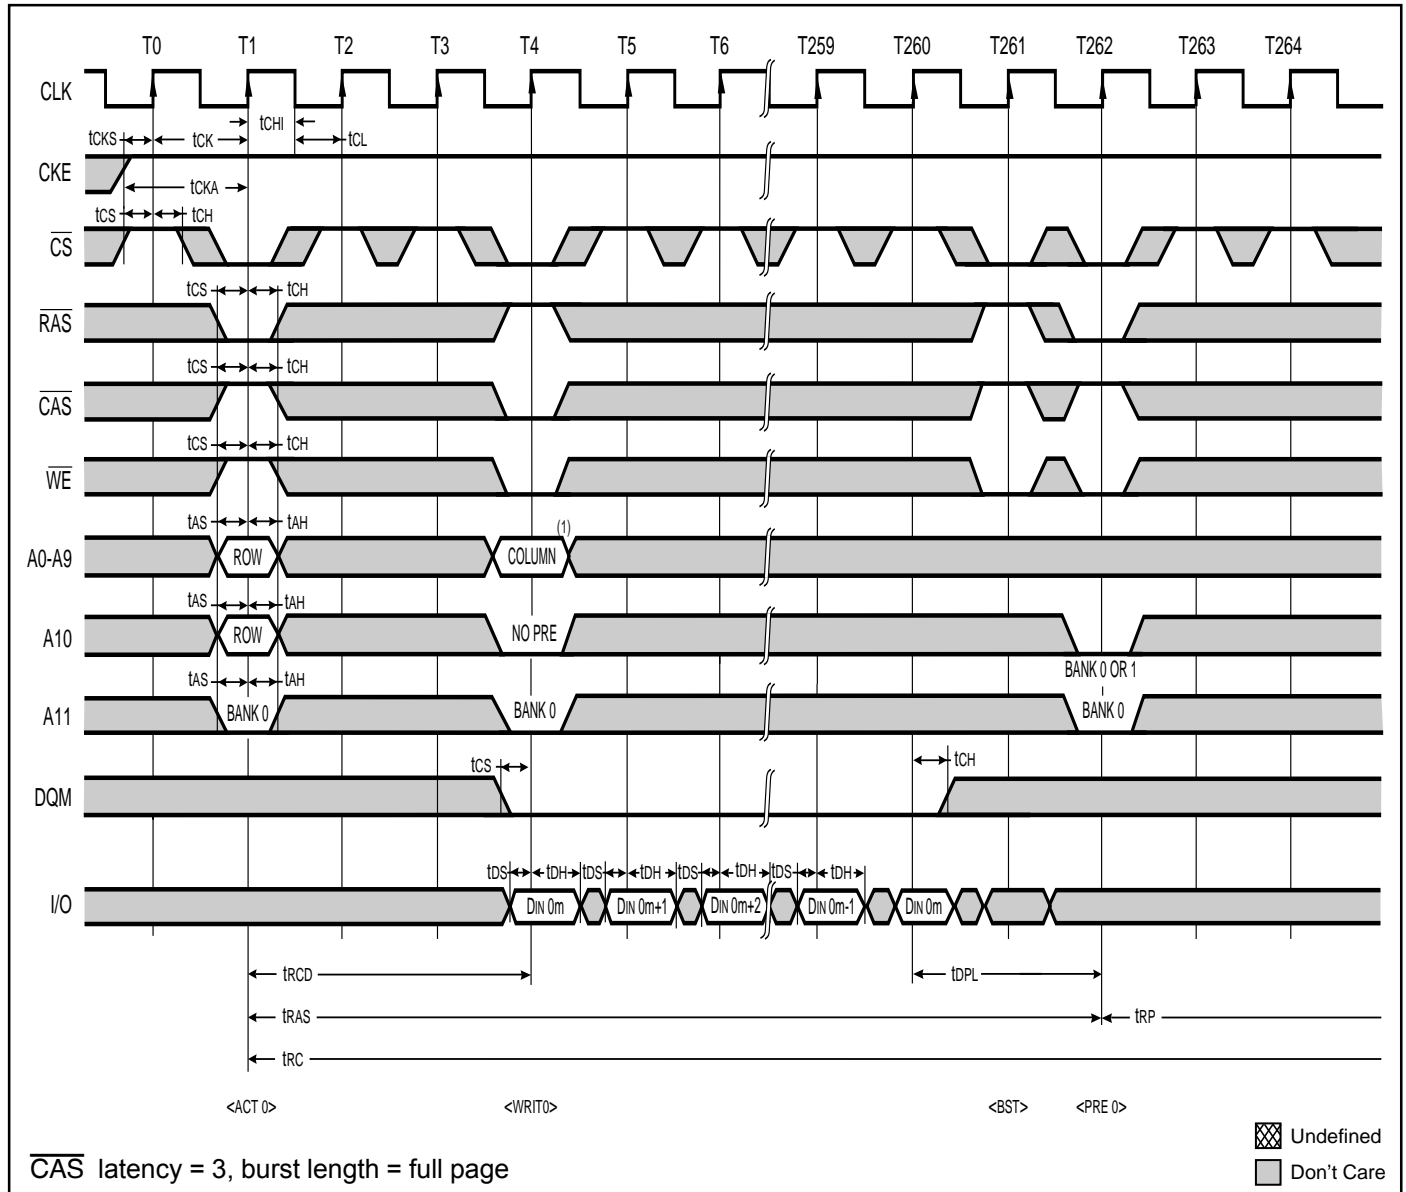 T0 T1 T2 T3 T4 T5 T6 T259 T260 T261 T262 T263 T264
CLK
tCHI
tCKS tCK tCL
CKE
tCKA
tCS tCH
CS
tCS tCH
RAS
tCS tCH
CAS
tCS tCH
WE
tAS tAH (1)
A0-A9 ROW COLUMN
tAS tAH
A10 ROW NO PRE
BANK 0 OR 1
tAS tAH
A11 BANK 0 BANK 0 BANK 0
tCS tCH
DQM
tDS tDH tDS tDH tDS tDH tDS tDH
I/O DIN 0m DIN 0m+1 DIN 0m+2 DIN 0m-1 DIN 0m
tRCD tDPL
tRAS tRP
tRC
<ACT 0> <WRIT0> <BST> <PRE 0>
Undefined
CAS latency = 3, burst length = full page
Don't Care